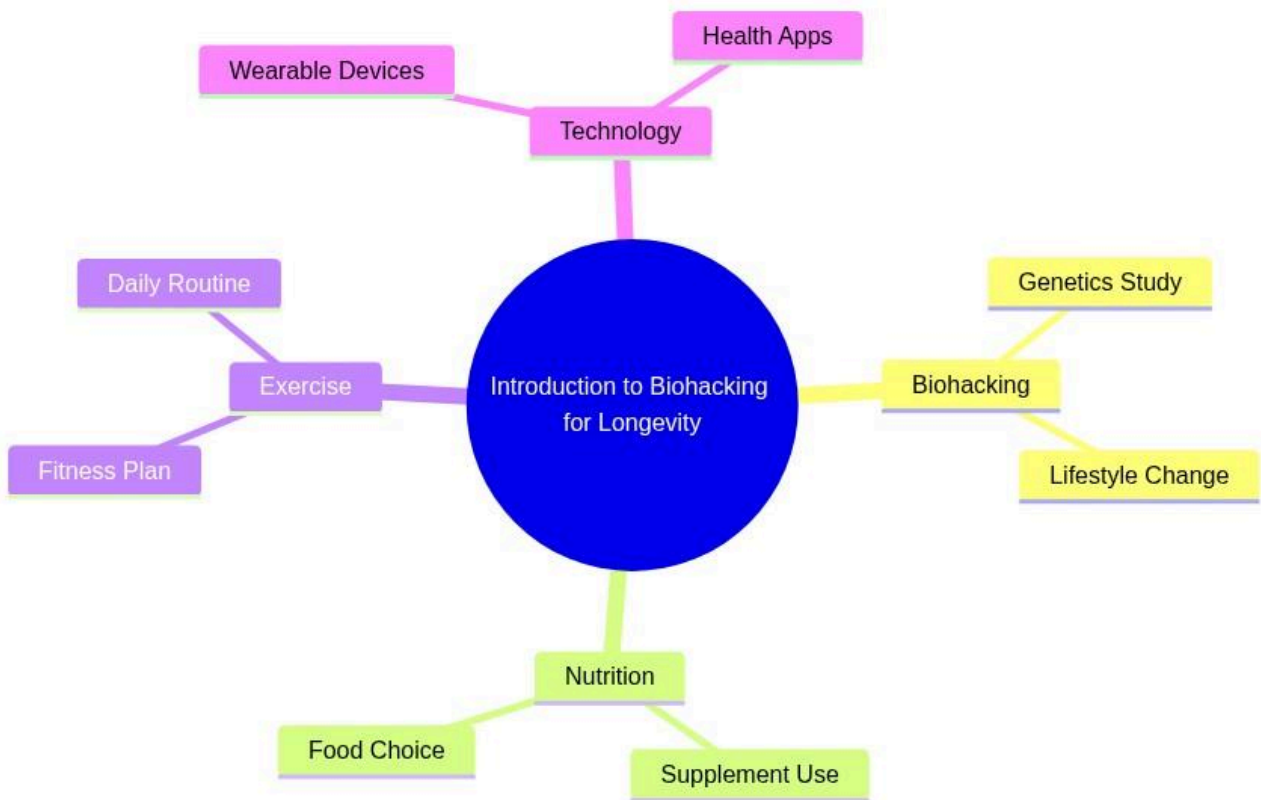 Health Apps
Wearable Devices
Technology
Daily Routine
Genetics Study
Exercise
Introduction to Biohacking
for Longevity
Biohacking
Fitness Plan
Lifestyle Change
Nutrition
Food Choice
Supplement Use